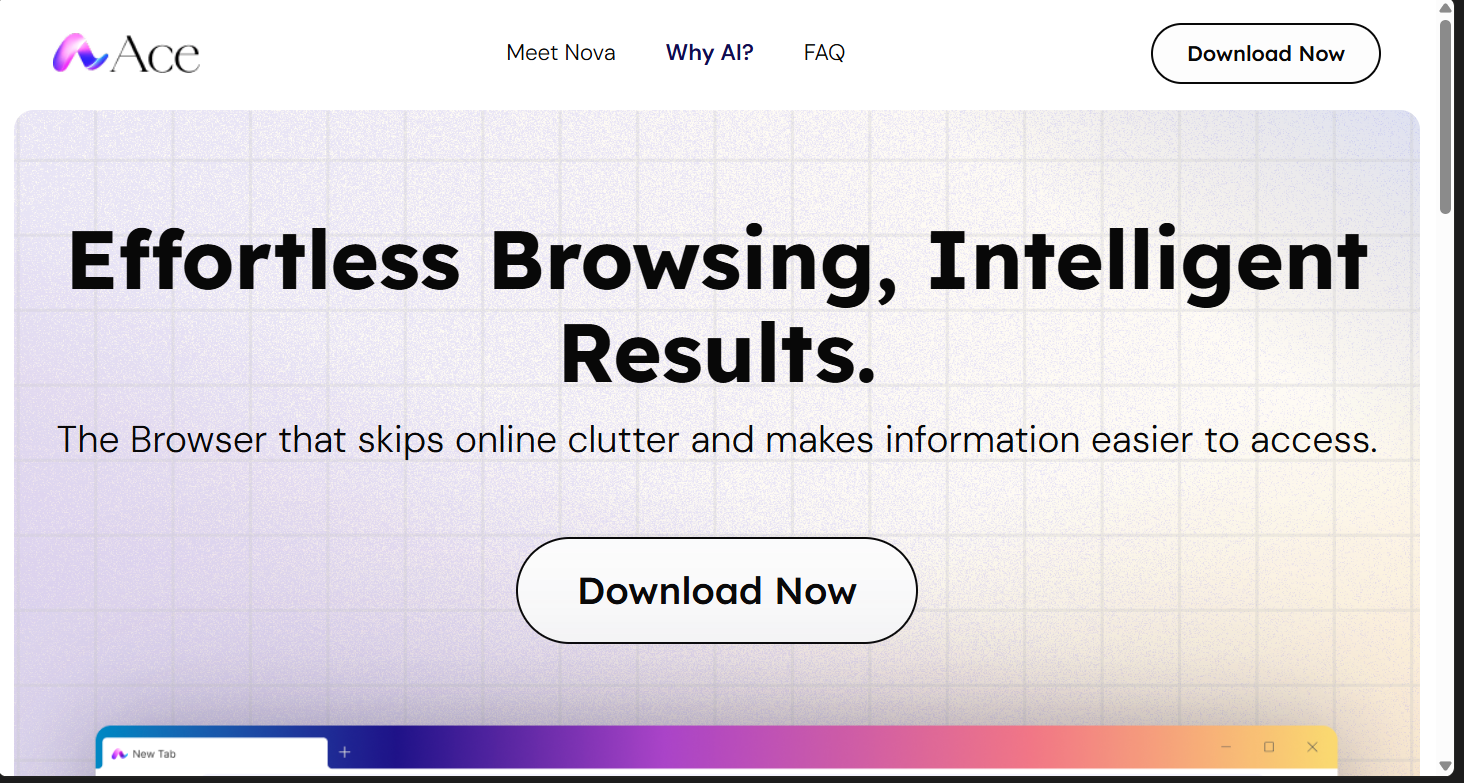 Ace
Meet Nova
Why AI?
FAQ
Download Now
Effortless Browsing, Intelligent
Results.
The Browser that skips online clutter and makes information easier to access.
Download Now
New Tab